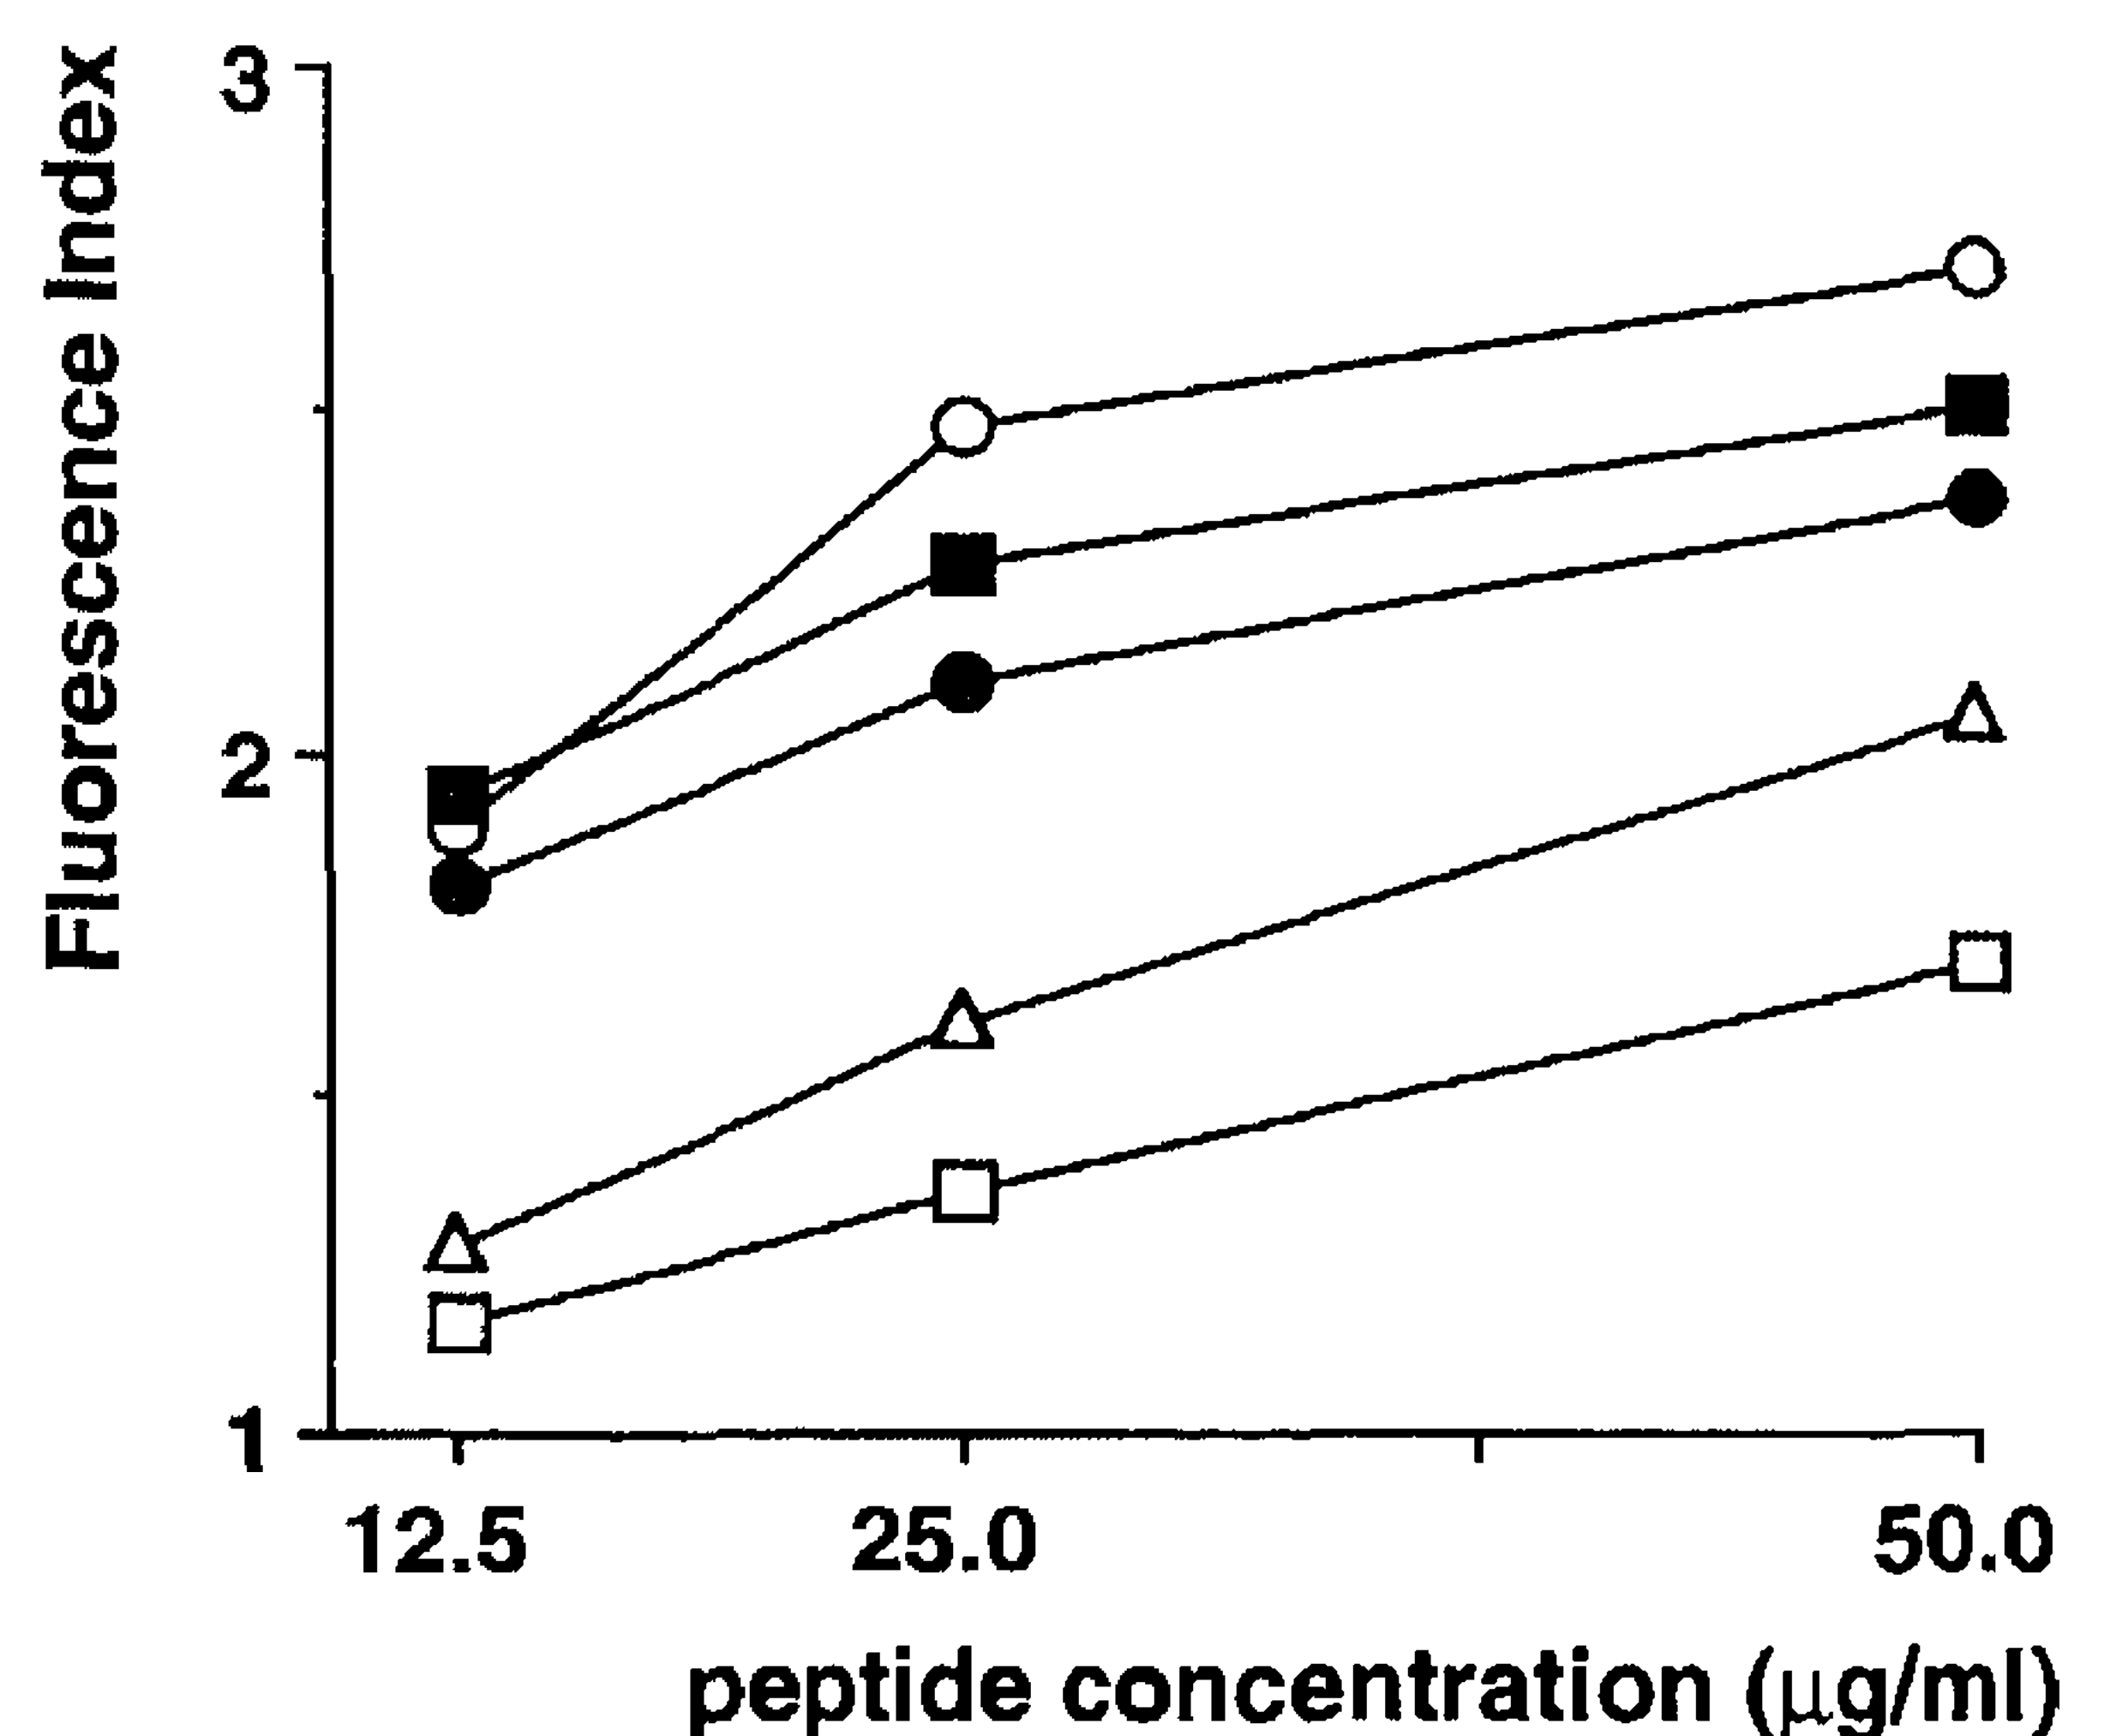 Fluorescence Index
3
2
1
12.5 25.0 50.0
peptide concentration (μg/ml)